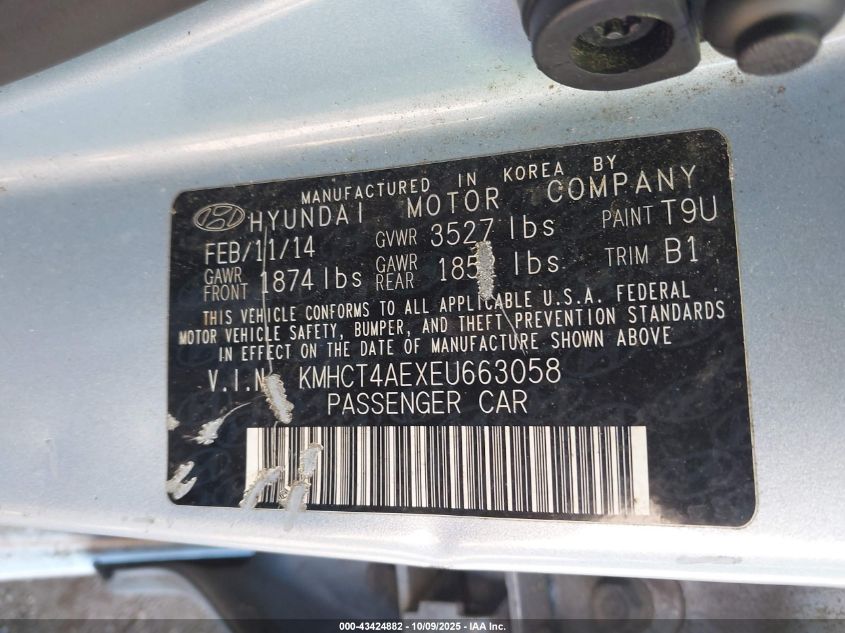 MANUFACTURED IN KOREA BY
HYUNDAI MOTOR COMPANY
FEB/11/14 GVWR 3527 lbs PAINT T9U
GAWR FRONT 1874 lbs GAWR REAR lbs TRIM B1
THIS VEHICLE CONFORMS TO ALL APPLICABLE U.S.A. FEDERAL
MOTOR VEHICLE SAFETY, BUMPER, AND THEFT PREVENTION STANDARDS
IN EFFECT ON THE DATE OF MANUFACTURE SHOWN ABOVE
V.I.N KMHCT4AEXEU663058
PASSENGER CAR
000-43424882 - 10/09/2025 - IAA Inc.